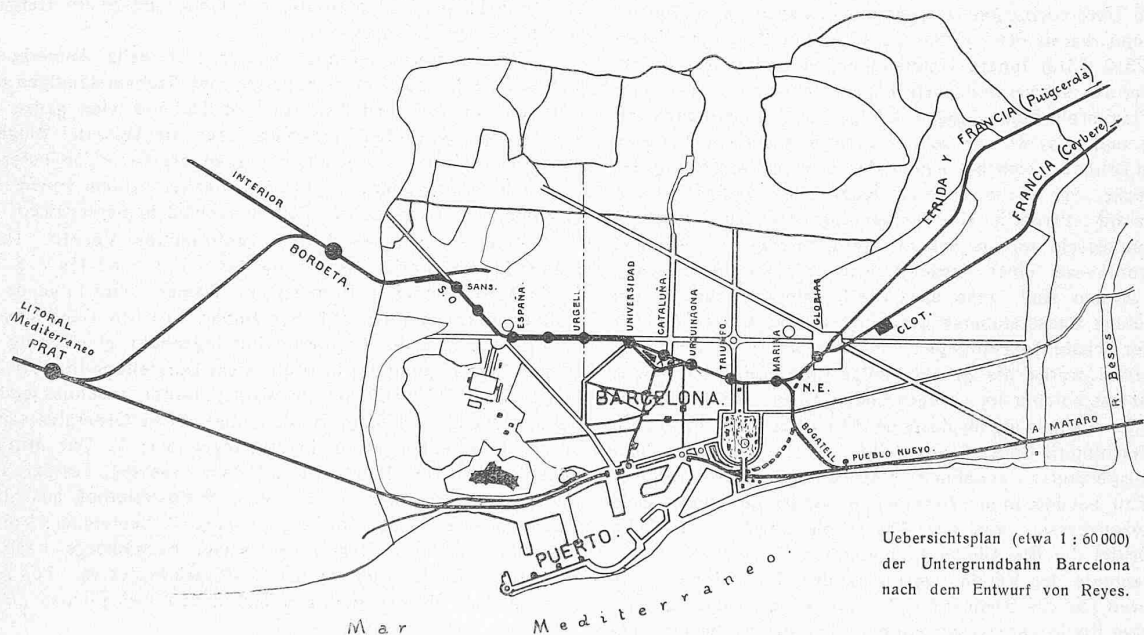 LERIDA Y FRANCIA (Puigcerda)
FRANCIA (Cerbere)
INTERIOR
BORDETA
SANS.
S.O
ESPAÑA.
URGELL.
UNIVERSIDAD
CATALUÑA
URQUINAONA
TRIUNFO.
MARINA
GLORIAS
CLOT.
LITORAL
Mediterraneo
PRAT
N.E.
BARCELONA.
R. BESOS
BOGATELL
PUEBLO NUEVO.
A MATARO
PUERTO.
Mar Mediterraneo
Uebersichtsplan (etwa 1 : 60 000)
der Untergrundbahn Barcelona
nach dem Entwurf von Reyes.